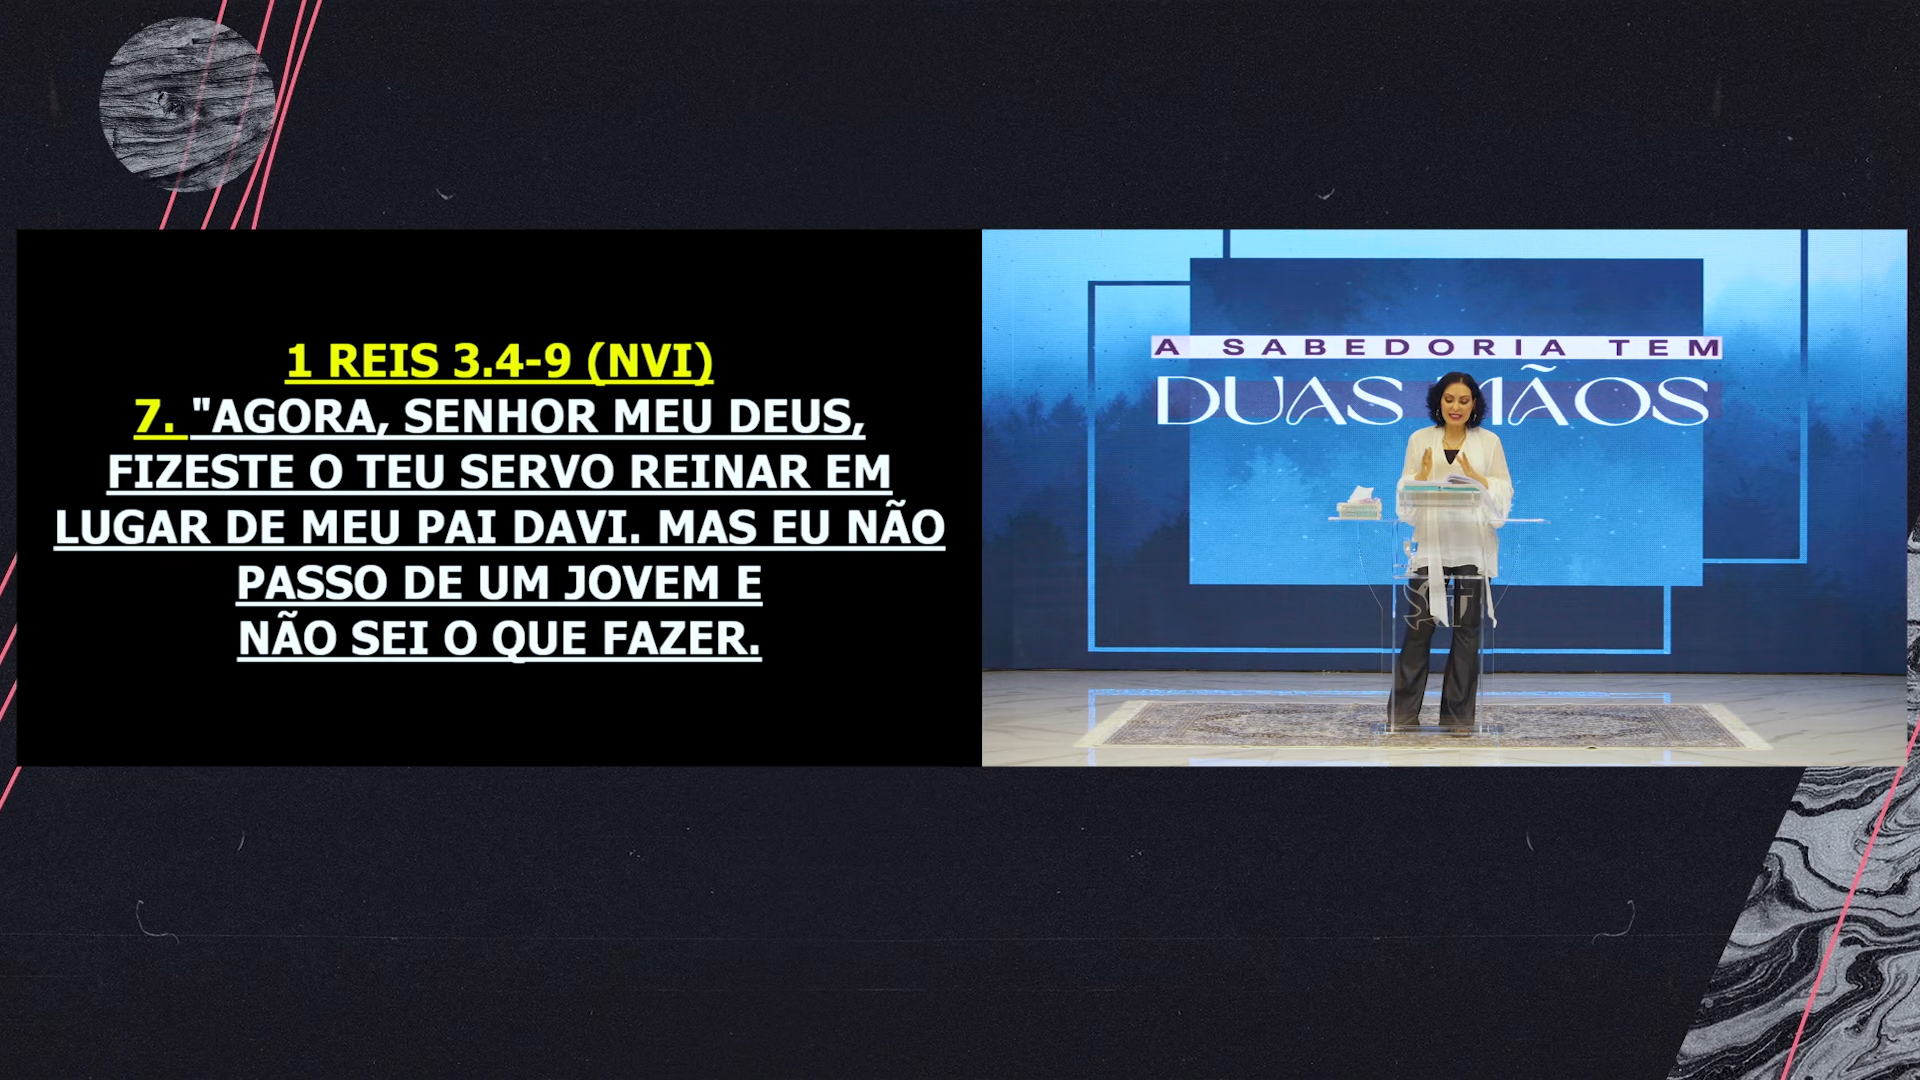 1 REIS 3.4-9 (NVI)
7. "AGORA, SENHOR MEU DEUS,
FIZESTE O TEU SERVO REINAR EM
LUGAR DE MEU PAI DAVI. MAS EU NÃO
PASSO DE UM JOVEM E
NÃO SEI O QUE FAZER.
A SABEDORIA TEM
DUAS MÃOS